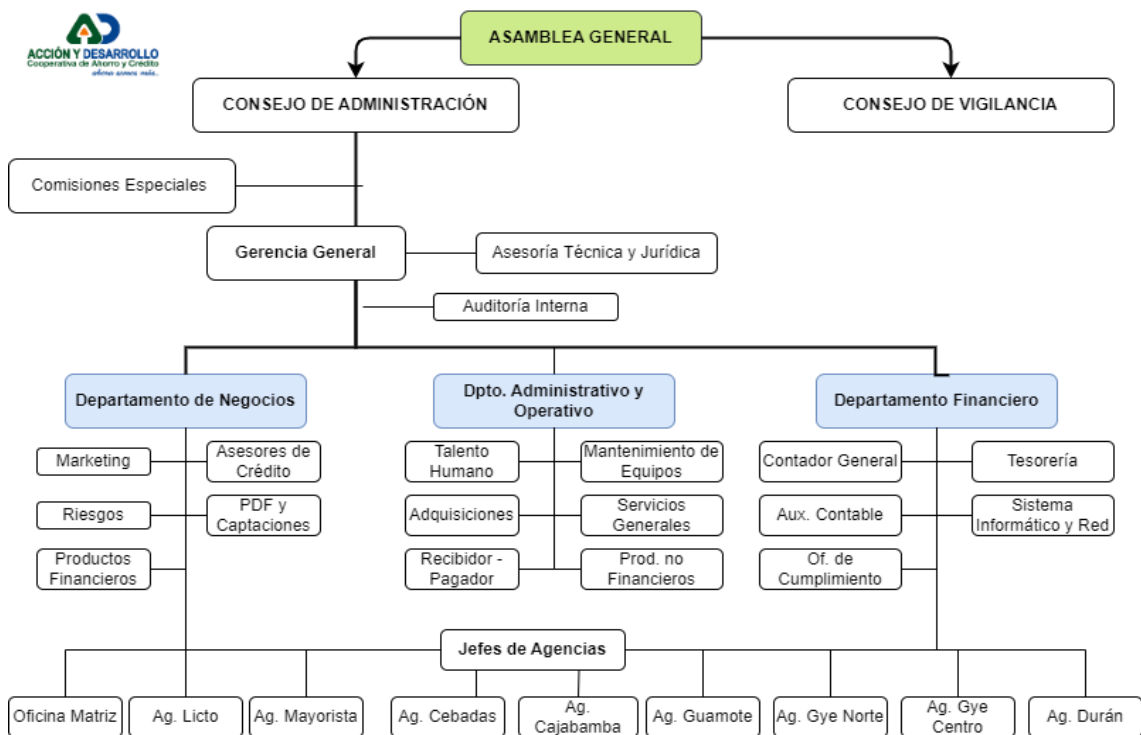 ASAMBLEA GENERAL
ACCIÓN Y DESARROLLO
Cooperativa de Ahorro y Crédito
ahora somos más..
CONSEJO DE ADMINISTRACIÓN
CONSEJO DE VIGILANCIA
Comisiones Especiales
Gerencia General
Asesoría Técnica y Jurídica
Auditoría Interna
Departamento de Negocios
Dpto. Administrativo y
Operativo
Departamento Financiero
Marketing
Asesores de
Crédito
Riesgos
PDF y
Captaciones
Productos
Financieros
Talento
Humano
Mantenimiento de
Equipos
Adquisiciones
Servicios
Generales
Recibidor -
Pagador
Prod. no
Financieros
Contador General
Tesorería
Aux. Contable
Sistema
Informático y Red
Of. de
Cumplimiento
Jefes de Agencias
Oficina Matriz
Ag. Licto
Ag. Mayorista
Ag. Cebadas
Ag.
Cajabamba
Ag. Guamote
Ag. Gye Norte
Ag. Gye
Centro
Ag. Durán